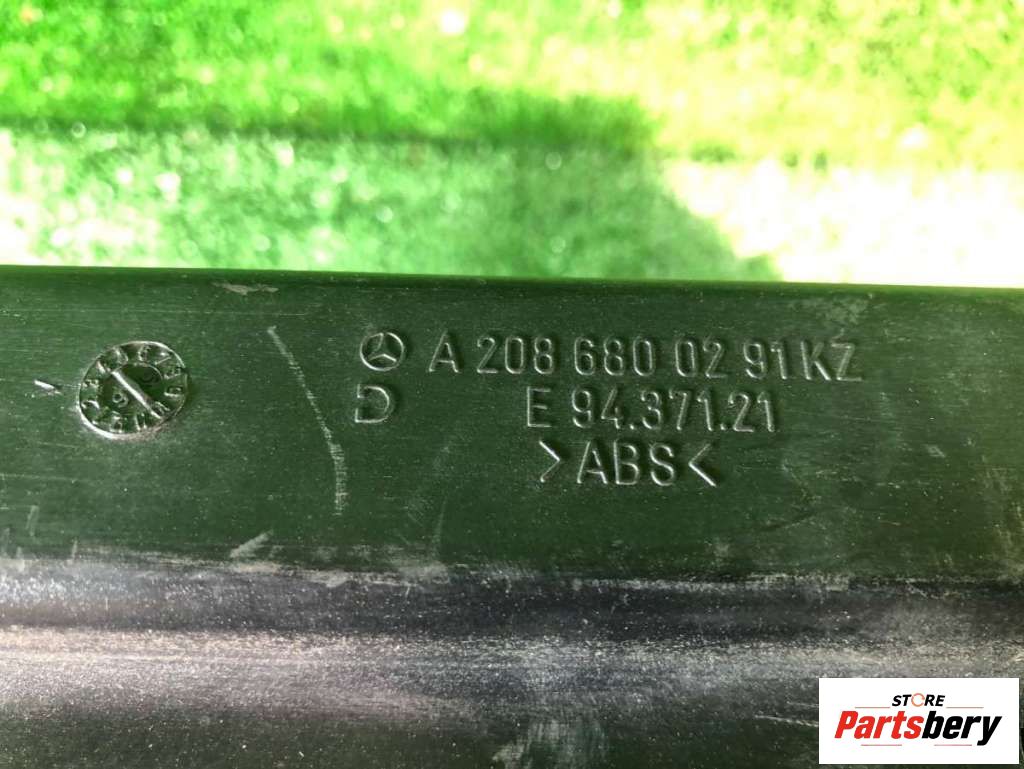 A 208 680 02 91 KZ
D E 94.371.21
>ABS<
STORE
Partsbery